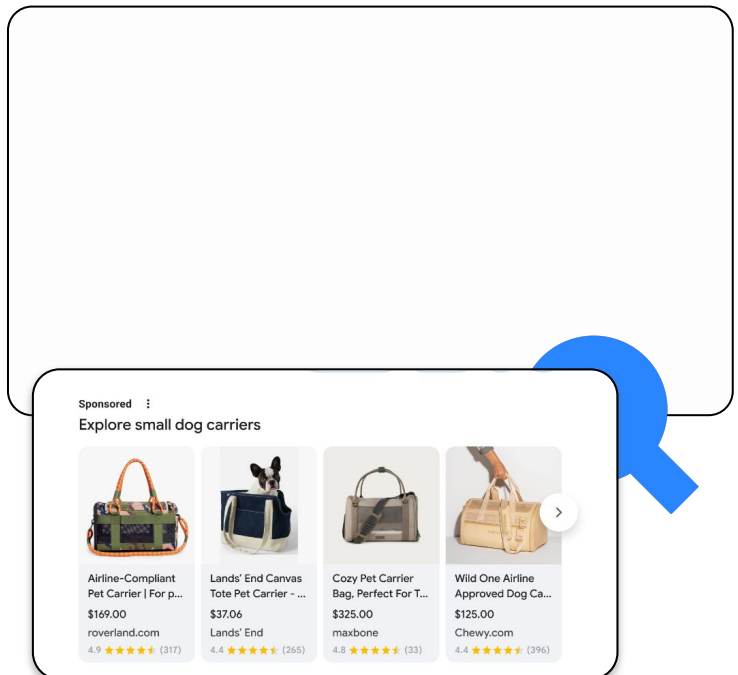 Sponsored
Explore small dog carriers
Airline-Compliant
Pet Carrier | For p...
$169.00
roverland.com
4.9 (317)
Lands' End Canvas
Tote Pet Carrier - ...
$37.06
Lands' End
4.4 (265)
Cozy Pet Carrier
Bag, Perfect For T...
$325.00
maxbone
4.8 (33)
Wild One Airline
Approved Dog Ca...
$125.00
Chewy.com
4.4 (396)